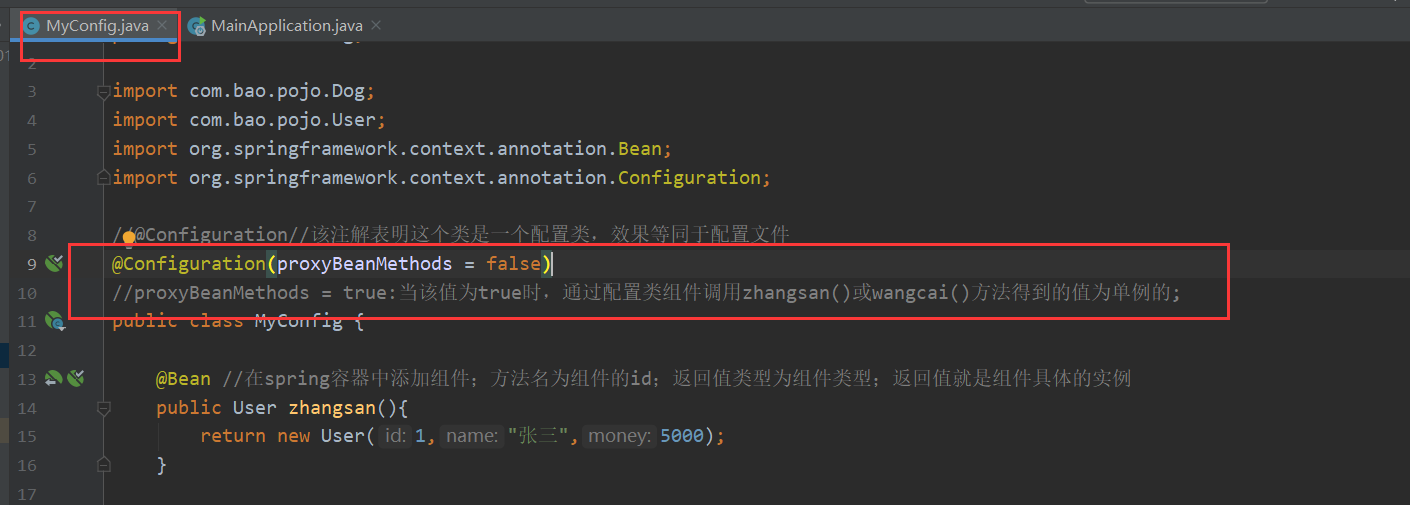 MyConfig.java MainApplication.java
2
3 import com.bao.pojo.Dog;
4 import com.bao.pojo.User;
5 import org.springframework.context.annotation.Bean;
6 import org.springframework.context.annotation.Configuration;
7
8 /@Configuration//该注解表明这个类是一个配置类，效果等同于配置文件
9 @Configuration(proxyBeanMethods = false)
10 //proxyBeanMethods = true:当该值为true时，通过配置类组件调用zhangsan()或wangcai()方法得到的值为单例的;
11 public class MyConfig {
12
13 @Bean //在spring容器中添加组件；方法名为组件的id；返回值类型为组件类型；返回值就是组件具体的实例
14 public User zhangsan(){
15 return new User( id: 1, name: "张三", money: 5000);
16 }
17